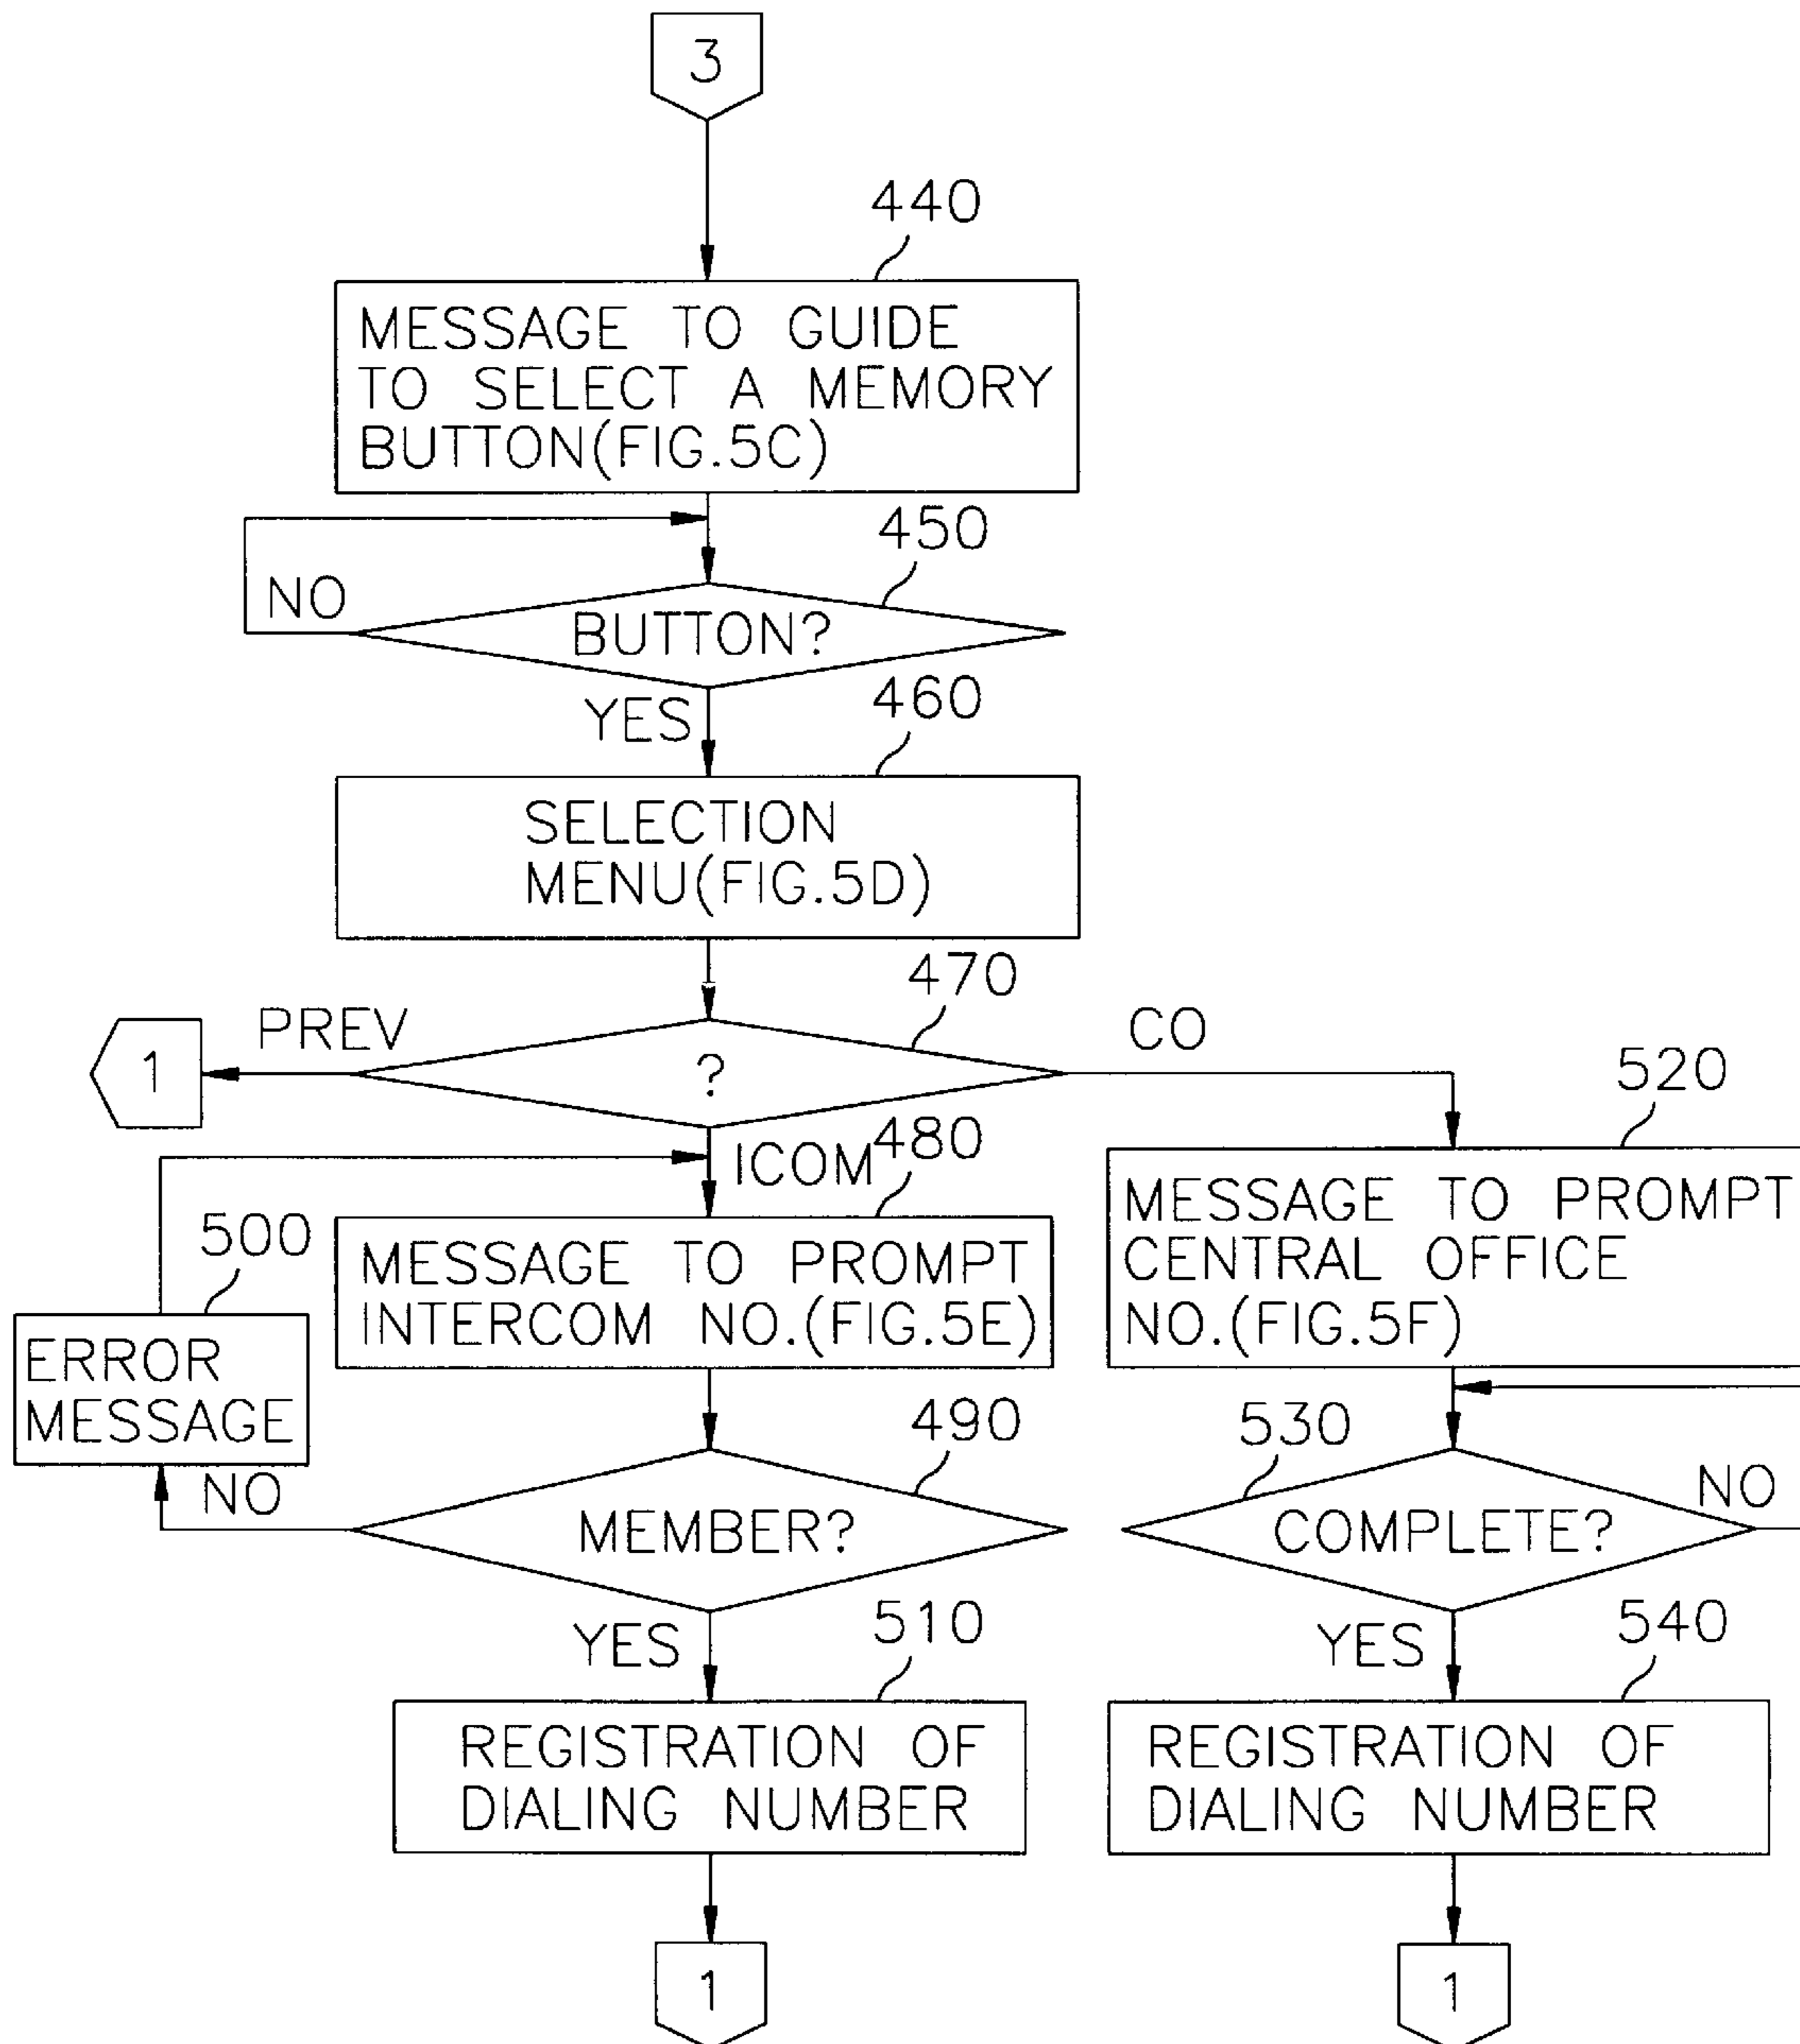 3
440
MESSAGE TO GUIDE
TO SELECT A MEMORY
BUTTON(FIG.5C)
450
NO
BUTTON?
YES
460
SELECTION
MENU(FIG.5D)
470
PREV
CO
1
?
520
ICOM
480
MESSAGE TO PROMPT
CENTRAL OFFICE
NO.(FIG.5F)
500
MESSAGE TO PROMPT
INTERCOM NO.(FIG.5E)
ERROR
MESSAGE
490
530
NO
NO
MEMBER?
COMPLETE?
YES
510
YES
540
REGISTRATION OF
DIALING NUMBER
REGISTRATION OF
DIALING NUMBER
1
1